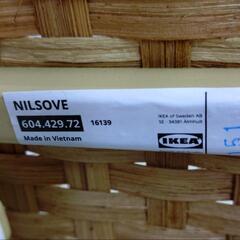 NILSOVE
604.429.72 16139
Made in Vietnam
IKEA of Sweden AB
SE - 34381 Älmhult
IKEA